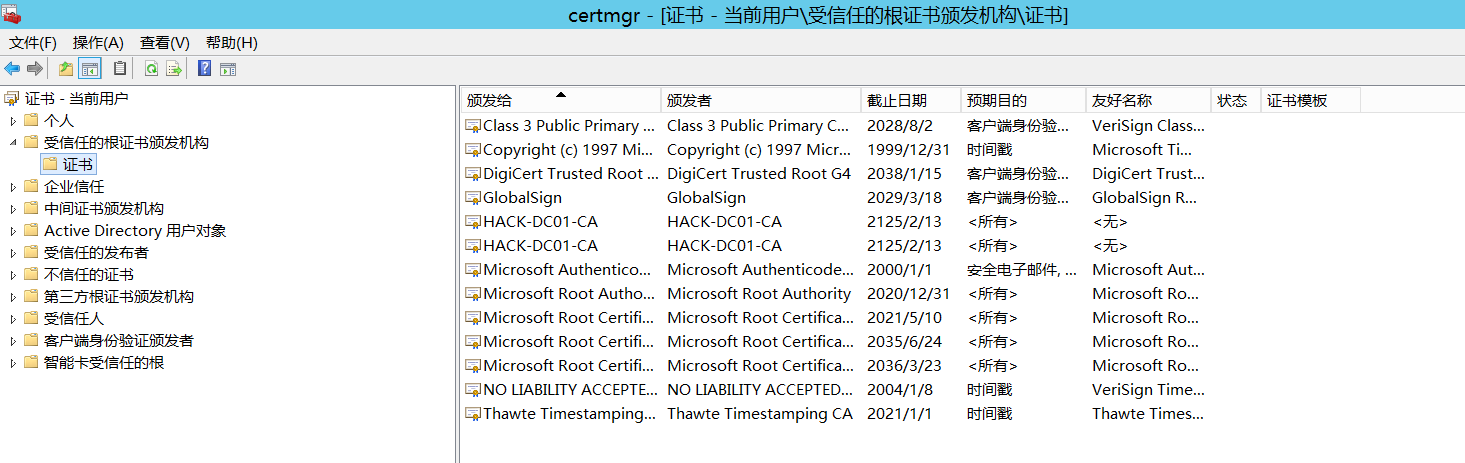 certmgr - [证书 - 当前用户\受信任的根证书颁发机构\证书]
文件(F) 操作(A) 查看(V) 帮助(H)
证书 - 当前用户
个人
受信任的根证书颁发机构
证书
企业信任
中间证书颁发机构
Active Directory 用户对象
受信任的发布者
不信任的证书
第三方根证书颁发机构
受信任人
客户端身份验证颁发者
智能卡受信任的根
颁发给 颁发者 截止日期 预期目的 友好名称 状态 证书模板
Class 3 Public Primary ... Class 3 Public Primary C... 2028/8/2 客户端身份验... VeriSign Class...
Copyright (c) 1997 Mi... Copyright (c) 1997 Micr... 1999/12/31 时间戳 Microsoft Ti...
DigiCert Trusted Root ... DigiCert Trusted Root G4 2038/1/15 客户端身份验... DigiCert Trust...
GlobalSign GlobalSign 2029/3/18 客户端身份验... GlobalSign R...
HACK-DC01-CA HACK-DC01-CA 2125/2/13 <所有> <无>
HACK-DC01-CA HACK-DC01-CA 2125/2/13 <所有> <无>
Microsoft Authentico... Microsoft Authenticode... 2000/1/1 安全电子邮件, ... Microsoft Aut...
Microsoft Root Autho... Microsoft Root Authority 2020/12/31 <所有> Microsoft Ro...
Microsoft Root Certifi... Microsoft Root Certifica... 2021/5/10 <所有> Microsoft Ro...
Microsoft Root Certifi... Microsoft Root Certifica... 2035/6/24 <所有> Microsoft Ro...
Microsoft Root Certifi... Microsoft Root Certifica... 2036/3/23 <所有> Microsoft Ro...
NO LIABILITY ACCEPTE... NO LIABILITY ACCEPTED... 2004/1/8 时间戳 VeriSign Time...
Thawte Timestamping... Thawte Timestamping CA 2021/1/1 时间戳 Thawte Times...